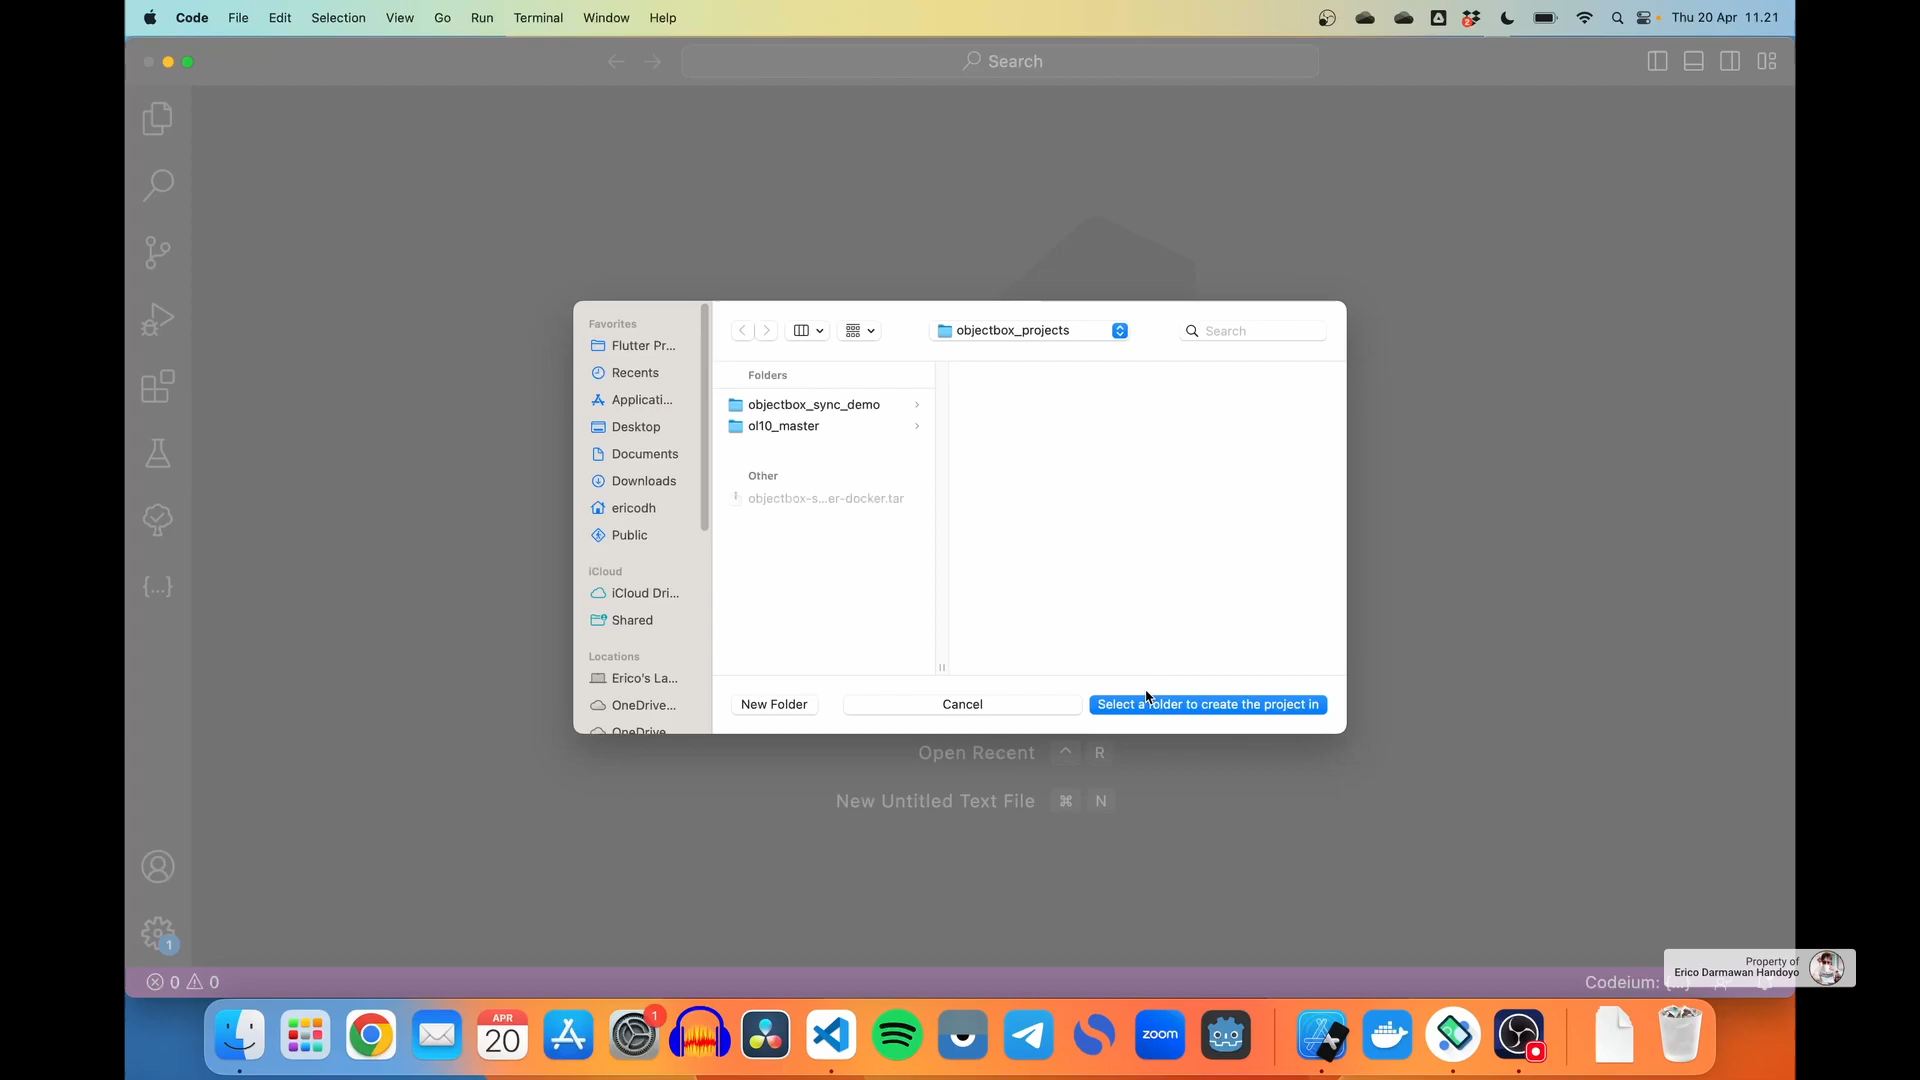 Code File Edit Selection View Go Run Terminal Window Help
2
Thu 20 Apr 11.21
Search
Favorites
Flutter Pr...
Recents
Applicati...
Desktop
Documents
Downloads
ericodh
Public
iCloud
iCloud Dri...
Shared
Locations
Erico's La...
OneDrive...
OneDrive
objectbox_projects
Search
Folders
objectbox_sync_demo
ol10_master
Other
objectbox-s...er-docker.tar
New Folder
Cancel
Select a folder to create the project in
Open Recent ^ R
New Untitled Text File ⌘ N
{...}
1
0 0
Codeium: {...}
Property of
Erico Darmawan Handoyo
APR
20
1
zoom